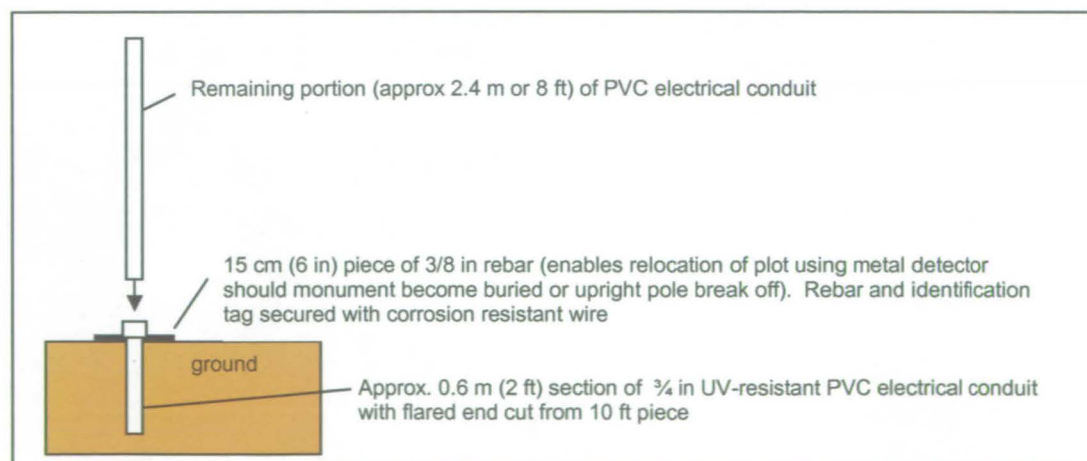 Remaining portion (approx 2.4 m or 8 ft) of PVC electrical conduit
15 cm (6 in) piece of 3/8 in rebar (enables relocation of plot using metal detector
should monument become buried or upright pole break off).  Rebar and identification
tag secured with corrosion resistant wire
ground
Approx. 0.6 m (2 ft) section of ¾ in UV-resistant PVC electrical conduit
with flared end cut from 10 ft piece